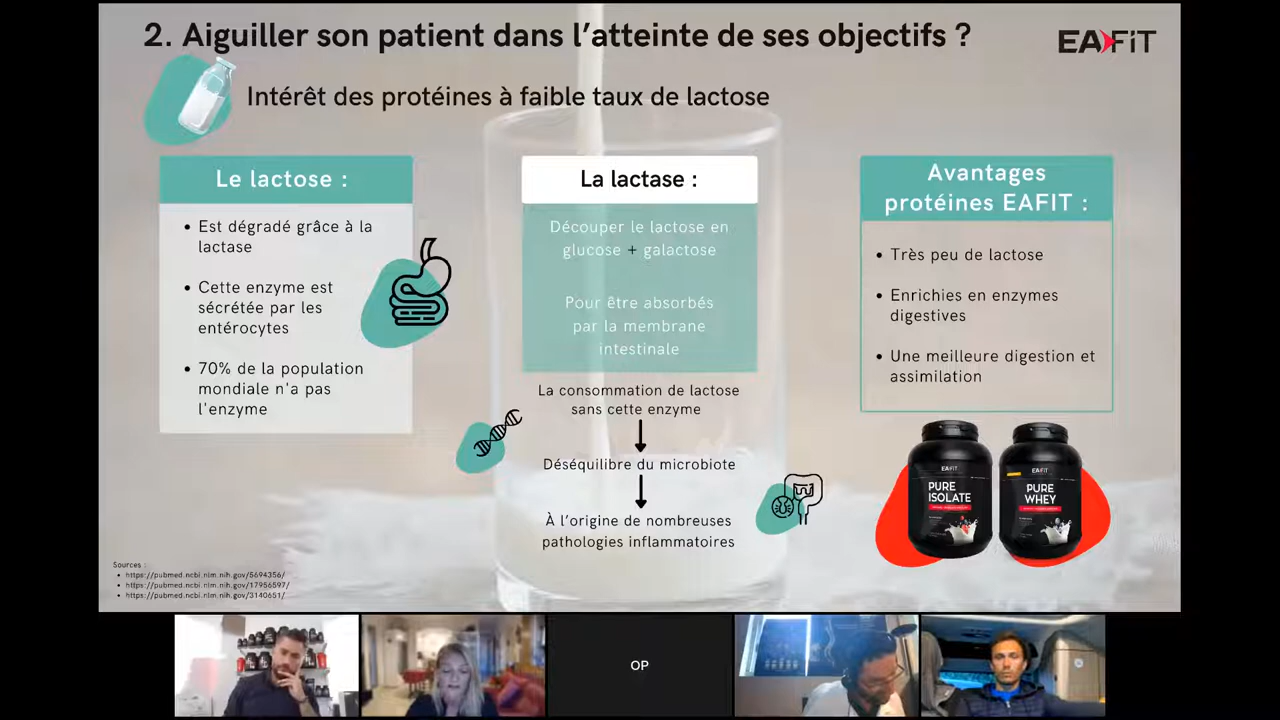 2. Aiguiller son patient dans l'atteinte de ses objectifs ?
EAFIT
Intérêt des protéines à faible taux de lactose
Le lactose :
• Est dégradé grâce à la
lactase
• Cette enzyme est
sécrétée par les
entérocytes
• 70% de la population
mondiale n'a pas
l'enzyme
La lactase :
Découper le lactose en
glucose + galactose
Pour être absorbés
par la membrane
intestinale
La consommation de lactose
sans cette enzyme
Déséquilibre du microbiote
À l'origine de nombreuses
pathologies inflammatoires
Avantages
protéines EAFIT :
• Très peu de lactose
• Enrichies en enzymes
digestives
• Une meilleure digestion et
assimilation
EAFIT
PURE
ISOLATE
EAFIT
PURE
WHEY
Sources :
• https://pubmed.ncbi.nlm.nih.gov/5694356/
• https://pubmed.ncbi.nlm.nih.gov/17956597/
• https://pubmed.ncbi.nlm.nih.gov/3140651/
OP